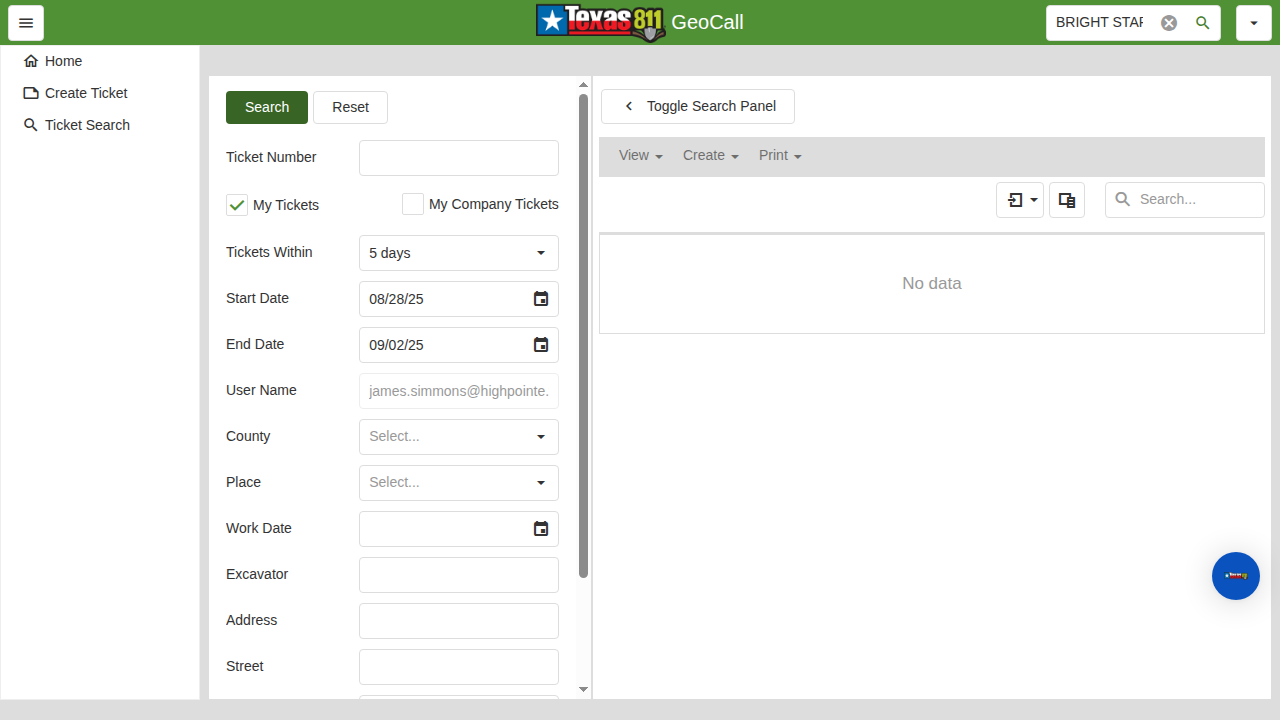 Texas 811
GeoCall
BRIGHT STAR
Home
Create Ticket
Ticket Search
Search
Reset
Ticket Number
My Tickets
My Company Tickets
Tickets Within
5 days
Start Date
08/28/25
End Date
09/02/25
User Name
james.simmons@highpointe.
County
Select...
Place
Select...
Work Date
Excavator
Address
Street
Toggle Search Panel
View
Create
Print
Search...
No data